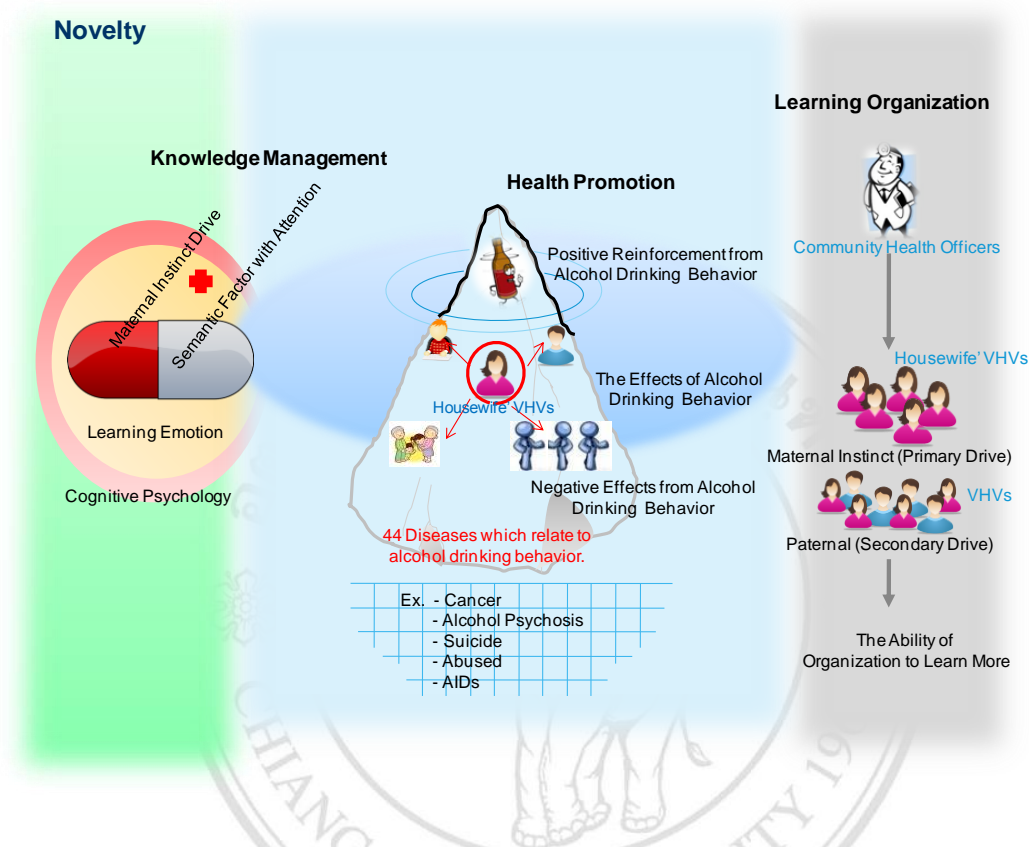 Novelty
Knowledge Management
Maternal Instinct Drive
Semantic Factor with Attention
Learning Emotion
Cognitive Psychology
Health Promotion
Positive Reinforcement from
Alcohol Drinking Behavior
The Effects of Alcohol
Drinking Behavior
Housewife' VHVs
Negative Effects from Alcohol
Drinking Behavior
44 Diseases which relate to
alcohol drinking behavior.
Ex. - Cancer
- Alcohol Psychosis
- Suicide
- Abused
- AIDs
Learning Organization
Community Health Officers
Housewife' VHVs
Maternal Instinct (Primary Drive)
VHVs
Paternal (Secondary Drive)
The Ability of
Organization to Learn More